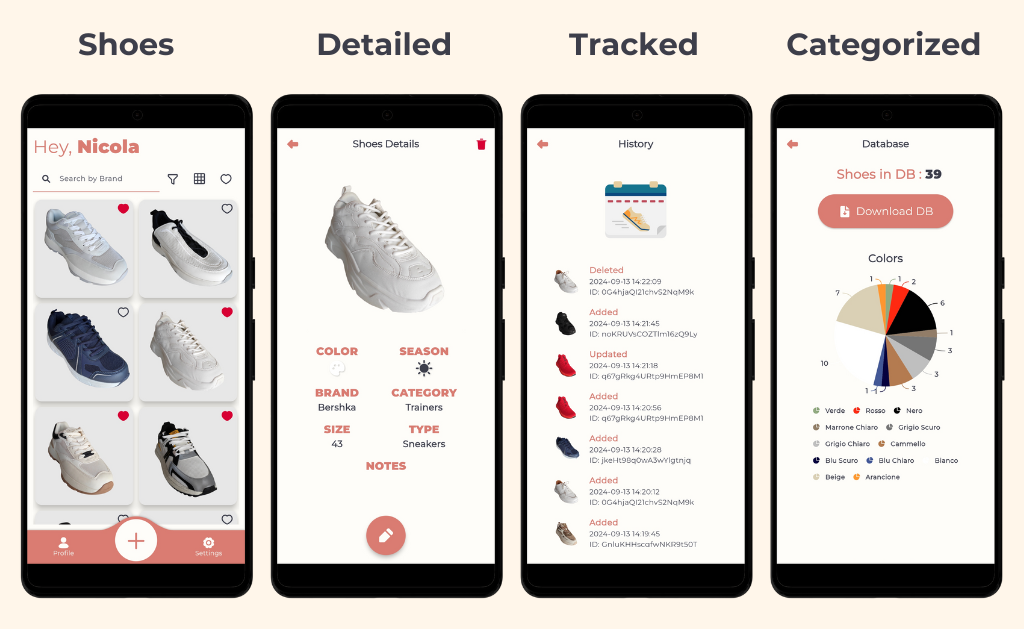 Shoes
Detailed
Tracked
Categorized
Hey, Nicola
Search by Brand
Profile
Settings
Shoes Details
COLOR
SEASON
BRAND
CATEGORY
Bershka
Trainers
SIZE
TYPE
43
Sneakers
NOTES
History
Deleted
2024-09-13 14:22:09
ID: 0G4hjaQI21chvS2NqM9k
Added
2024-09-13 14:21:45
ID: noKRUVsCOZTlm16zQ9Ly
Updated
2024-09-13 14:21:18
ID: q67gRkg4URtp9HmEP8M1
Added
2024-09-13 14:20:56
ID: q67gRkg4URtp9HmEP8M1
Added
2024-09-13 14:20:28
ID: jkeHt98q0wA3wYlgtnjq
Added
2024-09-13 14:20:12
ID: 0G4hjaQI21chvS2NqM9k
Added
2024-09-13 14:19:45
ID: GnluKHHscafwNKR9t50T
Database
Shoes in DB : 39
Download DB
Colors
1
1
2
7
6
1
3
10
3
3
1
1
Verde
Rosso
Nero
Marrone Chiaro
Grigio Scuro
Grigio Chiaro
Cammello
Blu Scuro
Blu Chiaro
Bianco
Beige
Arancione